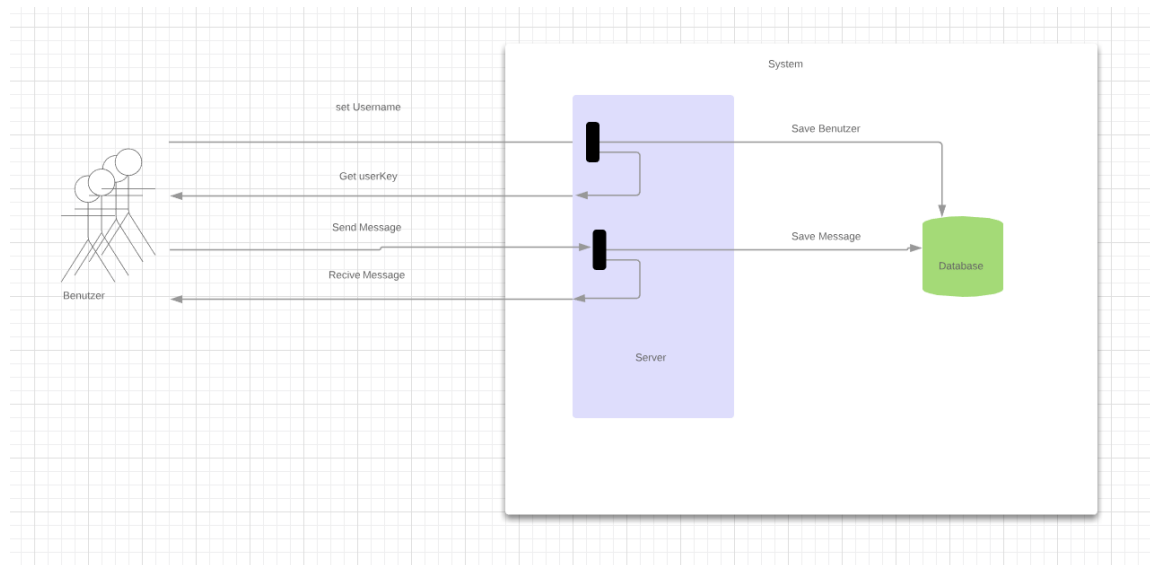 System
set Username
Save Benutzer
Get userKey
Send Message
Save Message
Database
Recive Message
Benutzer
Server